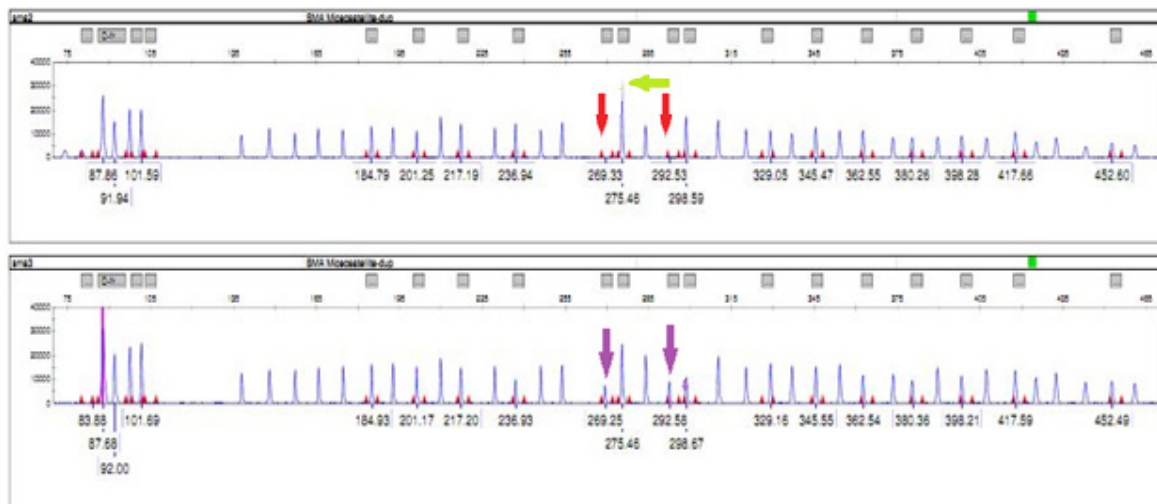 sma2 SMA Microsatellite-dup
75 105 135 165 195 225 255 285 315 345 375 405 435 465
40000
30000
20000
10000
0
87.86 101.59 184.79 201.25 217.19 236.94 269.33 292.53 329.05 345.47 362.55 380.26 398.28 417.66 452.60
91.94 275.46 298.59
sma3 SMA Microsatellite-dup
75 105 135 165 195 225 255 285 315 345 375 405 435 465
40000
30000
20000
10000
0
83.88 101.69 184.93 201.17 217.20 236.93 269.25 292.58 329.16 345.55 362.54 380.36 398.21 417.59 452.49
87.68 275.46 298.67
92.00